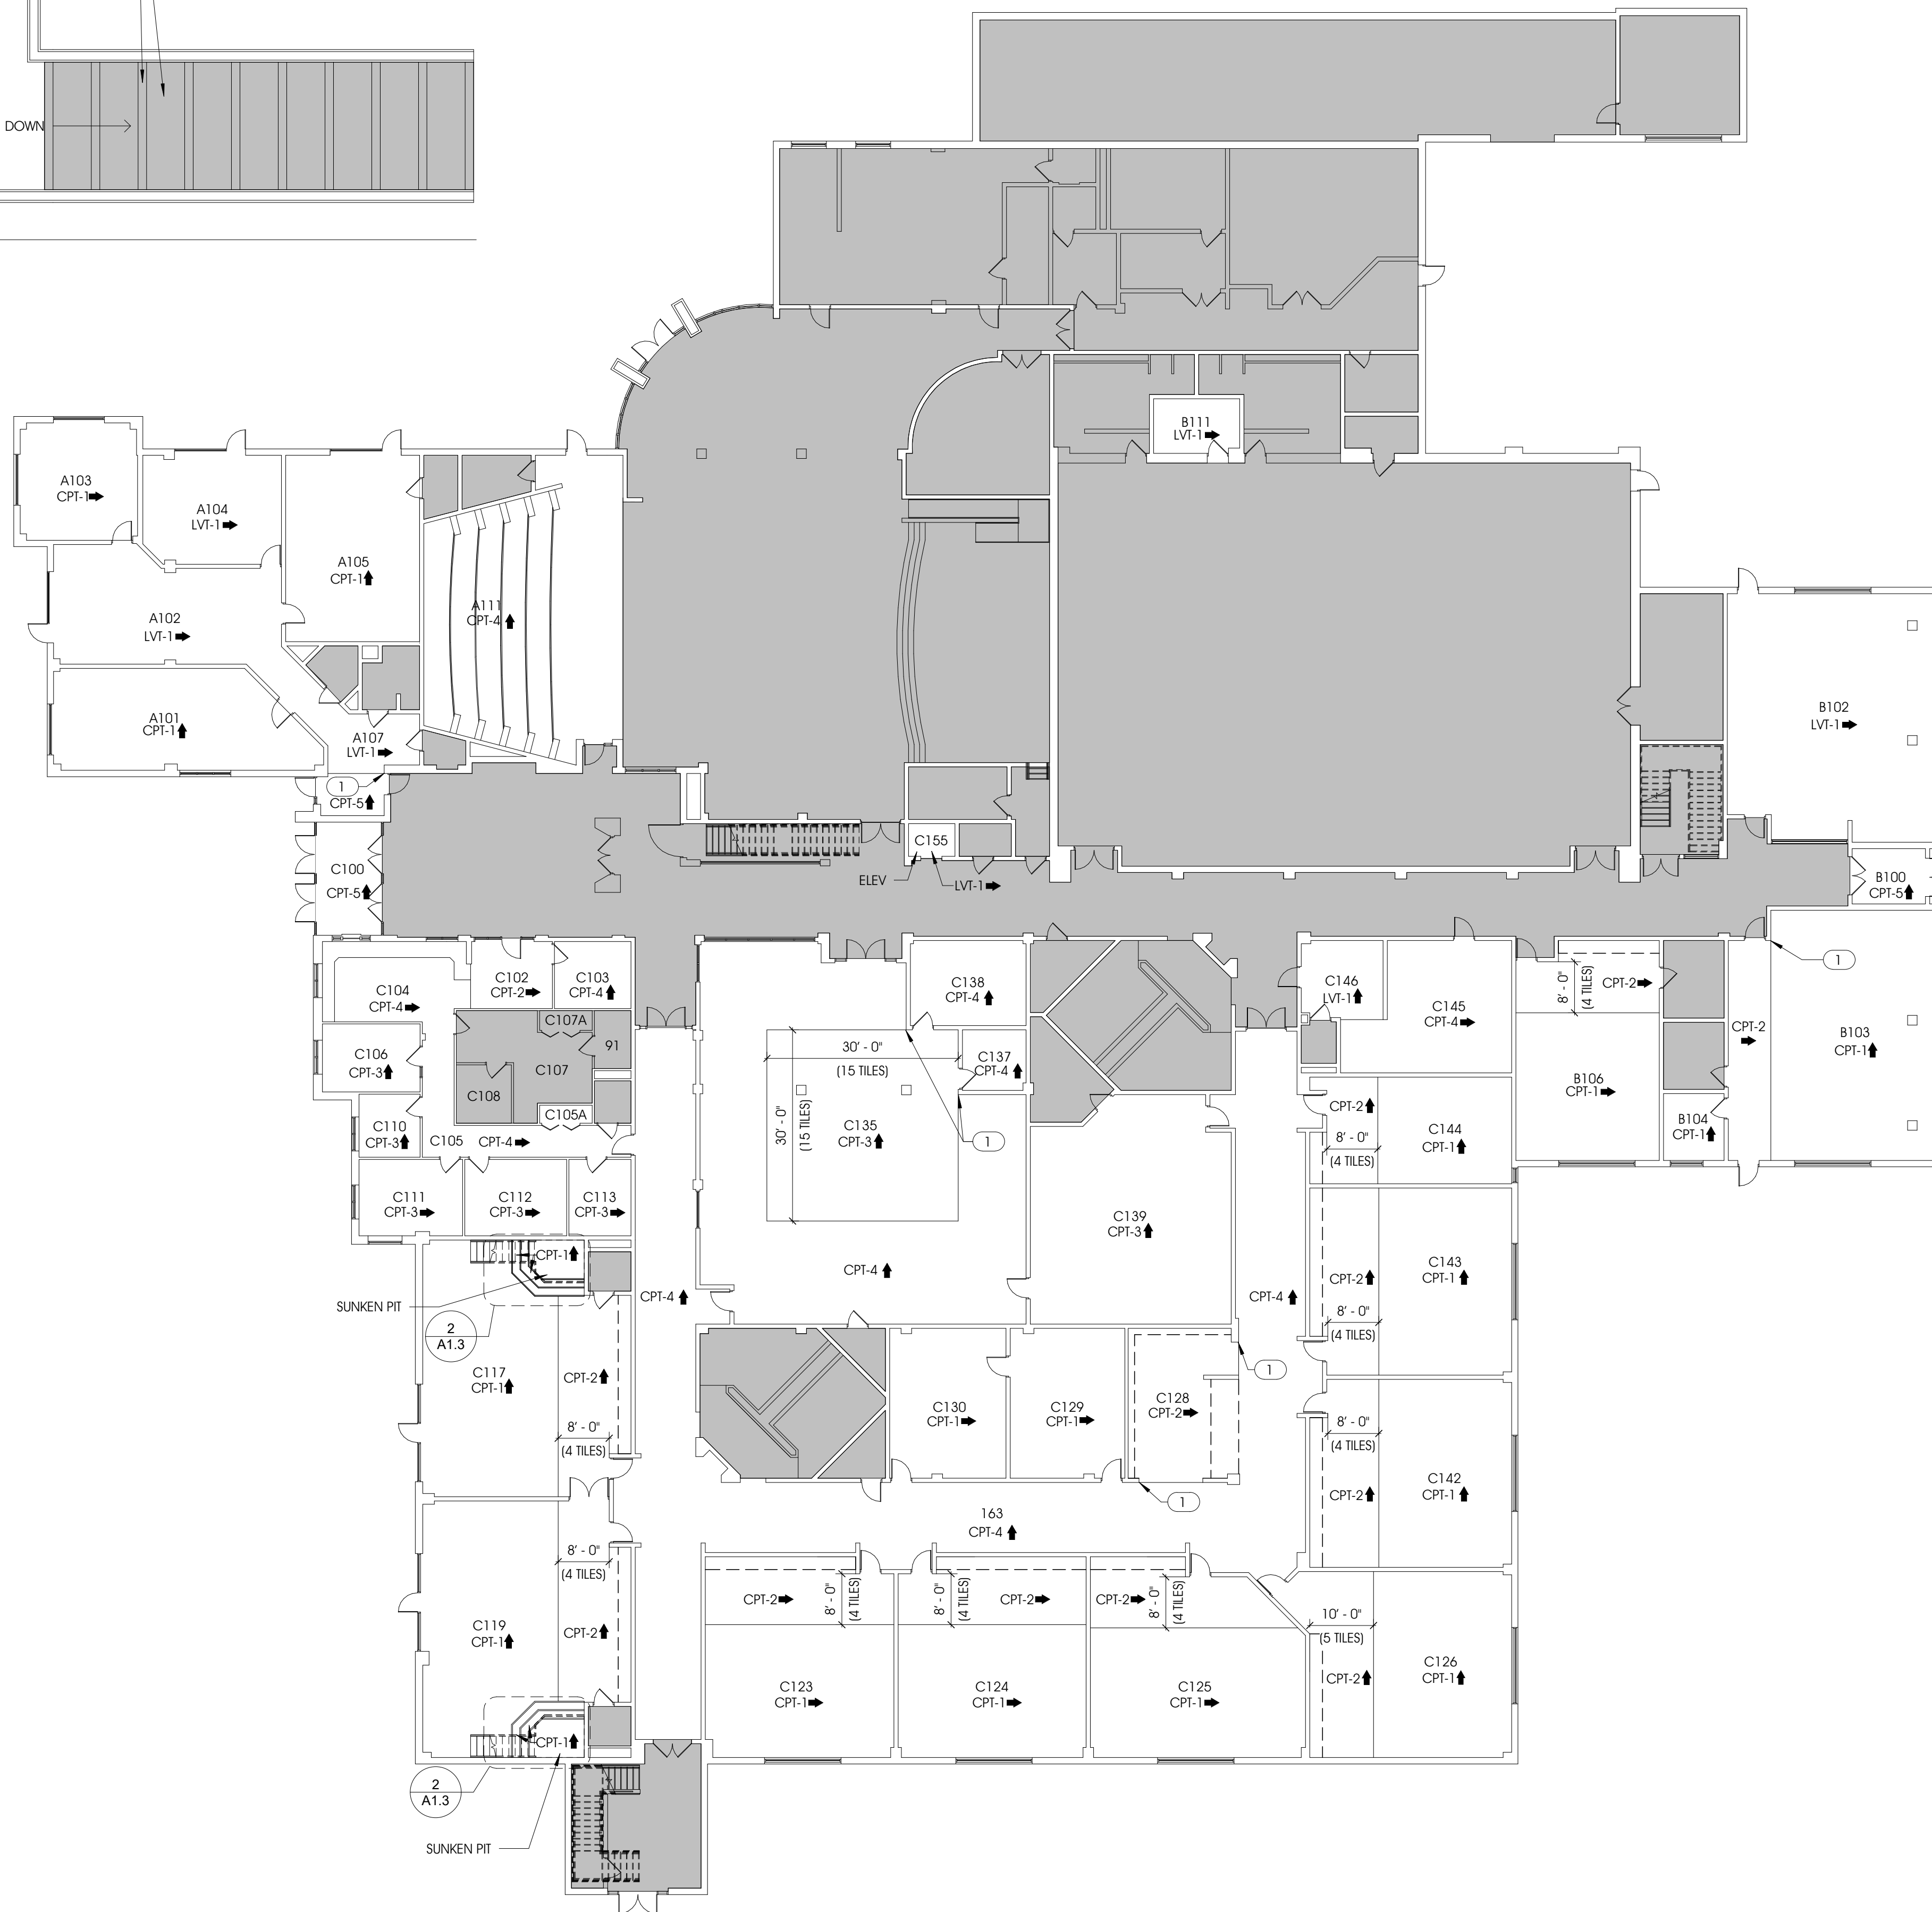 DOWN
B111
LVT-1
A103
CPT-1
A104
LVT-1
A105
CPT-1
A111
CPT-4
A102
LVT-1
A101
CPT-1
A107
LVT-1
1
CPT-5
B102
LVT-1
C100
CPT-5
C155
ELEV
LVT-1
B100
CPT-5
C102
CPT-2
C103
CPT-4
C104
CPT-4
C107A
C106
CPT-3
91
C107
C108
C105A
C110
CPT-3
C105
CPT-4
C111
CPT-3
C112
CPT-3
C113
CPT-3
C138
CPT-4
30' - 0"
(15 TILES)
C137
CPT-4
30' - 0"
(15 TILES)
C135
CPT-3
1
CPT-4
C139
CPT-3
C146
LVT-1
C145
CPT-4
8' - 0"
(4 TILES)
CPT-2
1
CPT-2
B103
CPT-1
B106
CPT-1
B104
CPT-1
CPT-2
C144
CPT-1
8' - 0"
(4 TILES)
CPT-2
C143
CPT-1
8' - 0"
(4 TILES)
CPT-1
SUNKEN PIT
2
A1.3
CPT-4
CPT-4
C117
CPT-1
CPT-2
8' - 0"
(4 TILES)
C130
CPT-1
C129
CPT-1
C128
CPT-2
1
1
8' - 0"
(4 TILES)
CPT-2
C142
CPT-1
163
CPT-4
8' - 0"
(4 TILES)
C119
CPT-1
CPT-2
CPT-2
8' - 0"
(4 TILES)
8' - 0"
(4 TILES)
CPT-2
CPT-2
8' - 0"
(4 TILES)
10' - 0"
(5 TILES)
CPT-2
C126
CPT-1
C123
CPT-1
C124
CPT-1
C125
CPT-1
CPT-1
2
A1.3
SUNKEN PIT